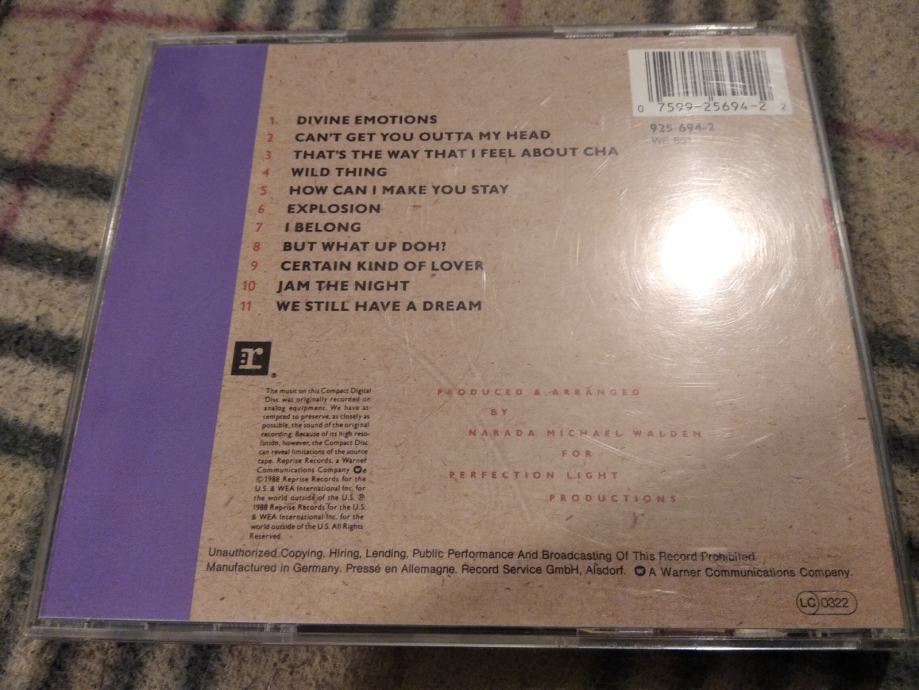 0 7599-25694-2 2
925 694-2
WE 851
1 DIVINE EMOTIONS
2 CAN'T GET YOU OUTTA MY HEAD
3 THAT'S THE WAY THAT I FEEL ABOUT CHA
4 WILD THING
5 HOW CAN I MAKE YOU STAY
6 EXPLOSION
7 I BELONG
8 BUT WHAT UP DOH?
9 CERTAIN KIND OF LOVER
10 JAM THE NIGHT
11 WE STILL HAVE A DREAM
r ®
The music on this Compact Digital
Disc was originally recorded on
analog equipment. We have at-
tempted to preserve, as closely as
possible, the sound of the original
recording. Because of its high reso-
lution, however, the Compact Disc
can reveal limitations of the source
tape. Reprise Records, a Warner
Communications Company
©1988 Reprise Records for the
U.S. & WEA International Inc. for
the world outside of the U.S. ℗
1988 Reprise Records for the U.S.
& WEA International Inc. for the
world outside of the U.S. All Rights
Reserved.
PRODUCED & ARRANGED
BY
NARADA MICHAEL WALDEN
FOR
PERFECTION LIGHT
PRODUCTIONS
Unauthorized Copying, Hiring, Lending, Public Performance And Broadcasting Of This Record Prohibited.
Manufactured in Germany. Pressé en Allemagne. Record Service GmbH, Alsdorf. A Warner Communications Company.
LC 0322